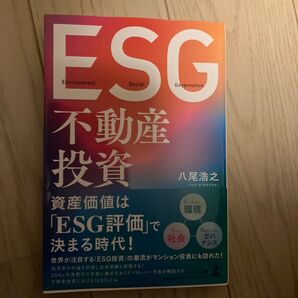 ESG
Environment Social Governance
不動産
投資
八尾浩之
YAO HIROYUKI
資産価値は
「ESG評価」で
決まる時代!
環境
社会
ガバ
ナンス
世界が注目する「ESG投資」の潮流がマンション投資にも訪れた!